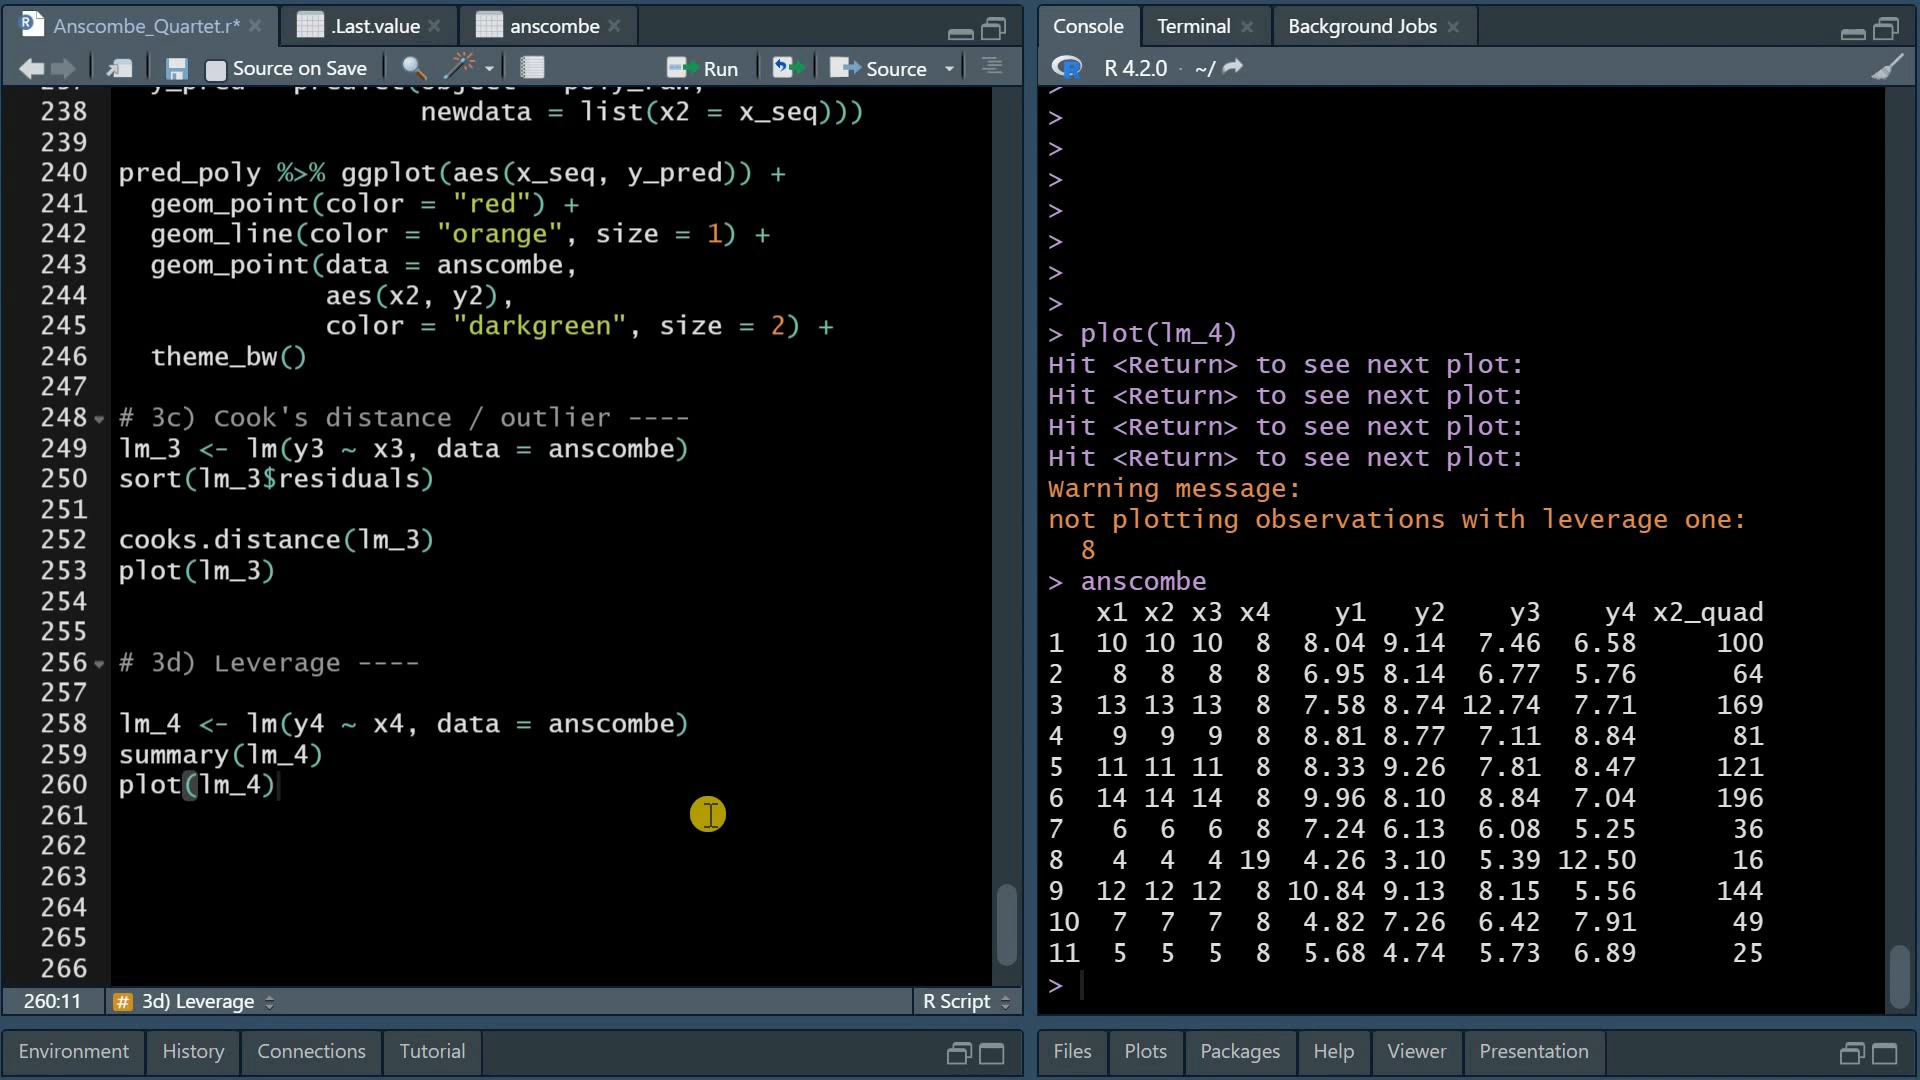 Anscombe_Quartet.r*
.Last.value
anscombe
Source on Save
Run
Source
238 newdata = list(x2 = x_seq)))
239
240 pred_poly %>% ggplot(aes(x_seq, y_pred)) +
241 geom_point(color = "red") +
242 geom_line(color = "orange", size = 1) +
243 geom_point(data = anscombe,
244 aes(x2, y2),
245 color = "darkgreen", size = 2) +
246 theme_bw()
247
248 # 3c) Cook's distance / outlier ----
249 lm_3 <- lm(y3 ~ x3, data = anscombe)
250 sort(lm_3$residuals)
251
252 cooks.distance(lm_3)
253 plot(lm_3)
254
255
256 # 3d) Leverage ----
257
258 lm_4 <- lm(y4 ~ x4, data = anscombe)
259 summary(lm_4)
260 plot(lm_4)
261
262
263
264
265
266
260:11
# 3d) Leverage
R Script
Environment
History
Connections
Tutorial
Console
Terminal
Background Jobs
R 4.2.0 · ~/
>
>
>
>
>
>
>
> plot(lm_4)
Hit <Return> to see next plot:
Hit <Return> to see next plot:
Hit <Return> to see next plot:
Hit <Return> to see next plot:
Warning message:
not plotting observations with leverage one:
8
> anscombe
x1 x2 x3 x4 y1 y2 y3 y4 x2_quad
1 10 10 10 8 8.04 9.14 7.46 6.58 100
2 8 8 8 8 6.95 8.14 6.77 5.76 64
3 13 13 13 8 7.58 8.74 12.74 7.71 169
4 9 9 9 8 8.81 8.77 7.11 8.84 81
5 11 11 11 8 8.33 9.26 7.81 8.47 121
6 14 14 14 8 9.96 8.10 8.84 7.04 196
7 6 6 6 8 7.24 6.13 6.08 5.25 36
8 4 4 4 19 4.26 3.10 5.39 12.50 16
9 12 12 12 8 10.84 9.13 8.15 5.56 144
10 7 7 7 8 4.82 7.26 6.42 7.91 49
11 5 5 5 8 5.68 4.74 5.73 6.89 25
>
Files
Plots
Packages
Help
Viewer
Presentation